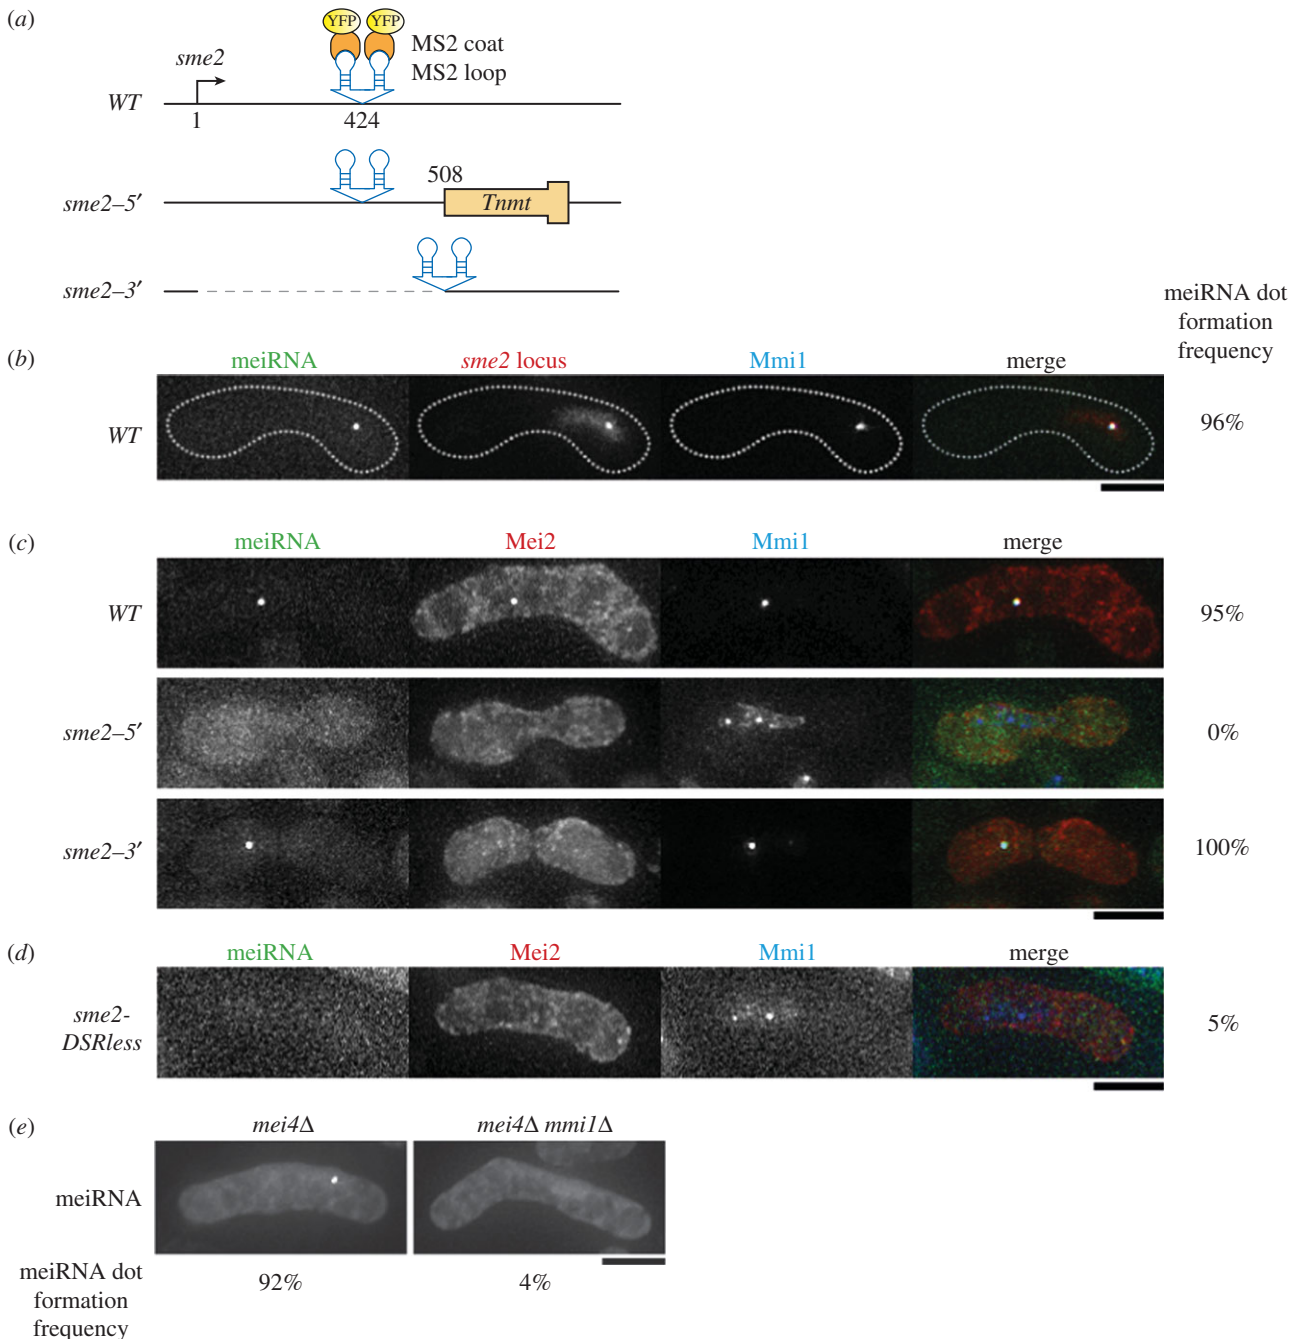 (a)
YFP YFP
MS2 coat
MS2 loop
sme2
WT
1
424
508
sme2–5′
Tnmt
sme2–3′
meiRNA dot
formation
frequency
(b)
meiRNA sme2 locus Mmi1 merge
WT
96%
(c)
meiRNA Mei2 Mmi1 merge
WT
95%
sme2–5′
0%
sme2–3′
100%
(d)
meiRNA Mei2 Mmi1 merge
sme2-
DSRless
5%
(e)
mei4Δ mei4Δ mmi1Δ
meiRNA
meiRNA dot
formation
frequency
92% 4%